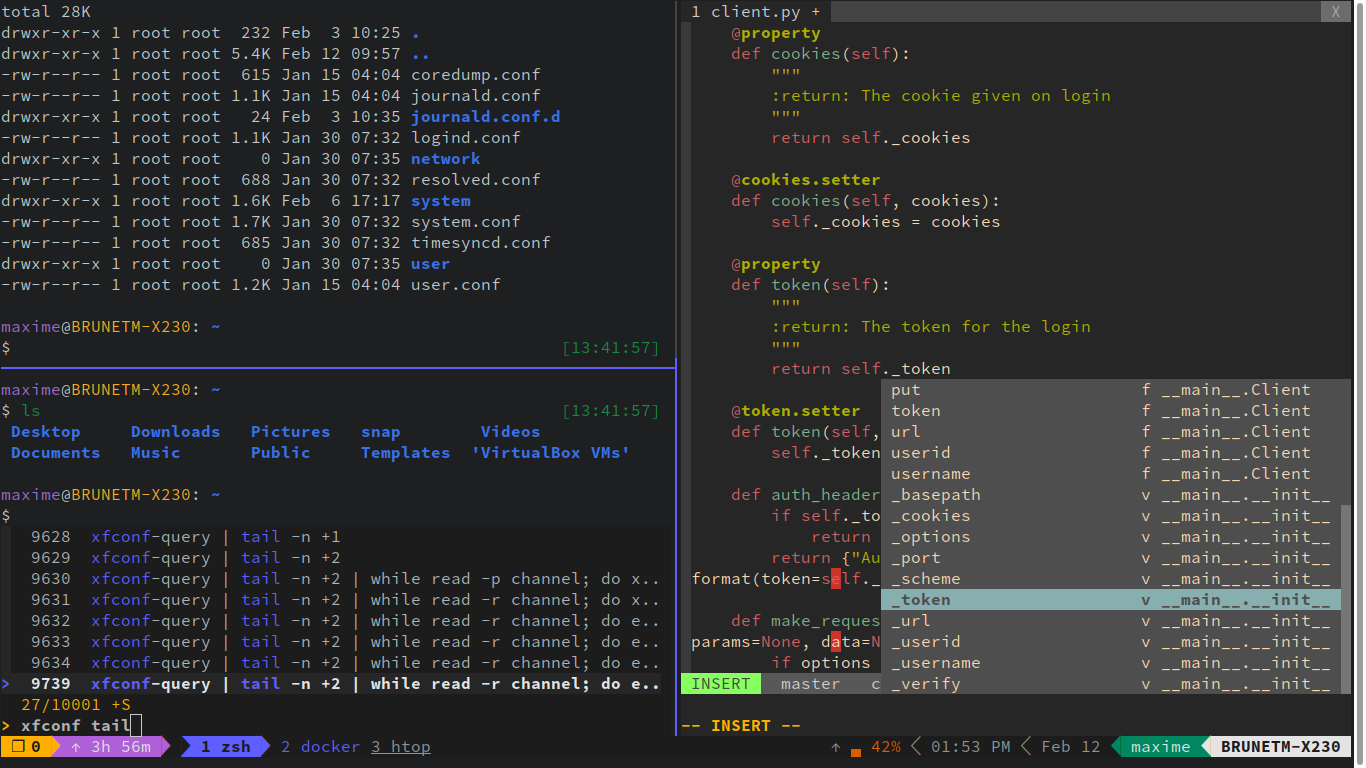 total 28K
drwxr-xr-x 1 root root  232 Feb  3 10:25 .
drwxr-xr-x 1 root root 5.4K Feb 12 09:57 ..
-rw-r--r-- 1 root root  615 Jan 15 04:04 coredump.conf
-rw-r--r-- 1 root root 1.1K Jan 15 04:04 journald.conf
drwxr-xr-x 1 root root   24 Feb  3 10:35 journald.conf.d
-rw-r--r-- 1 root root 1.1K Jan 30 07:32 logind.conf
drwxr-xr-x 1 root root    0 Jan 30 07:35 network
-rw-r--r-- 1 root root  688 Jan 30 07:32 resolved.conf
drwxr-xr-x 1 root root 1.6K Feb  6 17:17 system
-rw-r--r-- 1 root root 1.7K Jan 30 07:32 system.conf
-rw-r--r-- 1 root root  685 Jan 30 07:32 timesyncd.conf
drwxr-xr-x 1 root root    0 Jan 30 07:35 user
-rw-r--r-- 1 root root 1.2K Jan 15 04:04 user.conf
maxime@BRUNETM-X230: ~
$ [13:41:57]
maxime@BRUNETM-X230: ~
$ ls [13:41:57]
Desktop Downloads Pictures snap Videos
Documents Music Public Templates 'VirtualBox VMs'
maxime@BRUNETM-X230: ~
$
9628  xfconf-query | tail -n +1
9629  xfconf-query | tail -n +2
9630  xfconf-query | tail -n +2 | while read -p channel; do x..
9631  xfconf-query | tail -n +2 | while read -r channel; do x..
9632  xfconf-query | tail -n +2 | while read -r channel; do e..
9633  xfconf-query | tail -n +2 | while read -r channel; do e..
9634  xfconf-query | tail -n +2 | while read -r channel; do e..
> 9739  xfconf-query | tail -n +2 | while read -r channel; do e..
27/10001 +S
> xfconf tail
1 client.py + X
@property
def cookies(self):
"""
:return: The cookie given on login
"""
return self._cookies
@cookies.setter
def cookies(self, cookies):
self._cookies = cookies
@property
def token(self):
"""
:return: The token for the login
"""
return self._token
@token.setter
def token(self,
self._token
def auth_header
if self._to
return
return {"Au
format(token=self._
def make_reques
params=None, data=N
if options
put f __main__.Client
token f __main__.Client
url f __main__.Client
userid f __main__.Client
username f __main__.Client
_basepath v __main__.__init__
_cookies v __main__.__init__
_options v __main__.__init__
_port v __main__.__init__
_scheme v __main__.__init__
_token v __main__.__init__
_url v __main__.__init__
_userid v __main__.__init__
_username v __main__.__init__
_verify v __main__.__init__
INSERT master c
-- INSERT --
❐ 0 ↑ 3h 56m 1 zsh 2 docker 3 htop ↑ 42% 01:53 PM Feb 12 maxime BRUNETM-X230